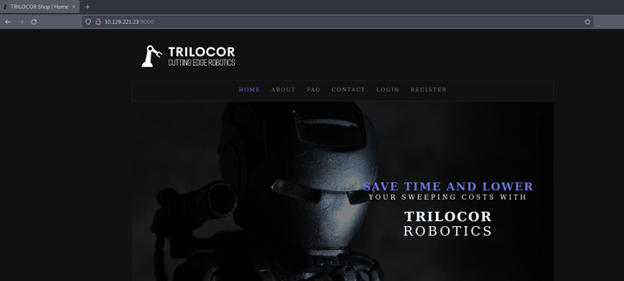 TRILOCOR Shop | Home
10.129.221.23:8000
TRILOCOR
CUTTING EDGE ROBOTICS
HOME ABOUT FAQ CONTACT LOGIN REGISTER
SAVE TIME AND LOWER
YOUR SWEEPING COSTS WITH
TRILOCOR
ROBOTICS